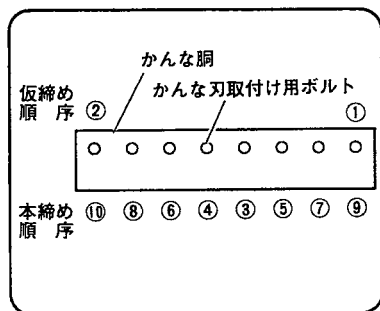 かんな胴
かんな刃取付け用ボルト
仮締め
順序
② ①
本締め
順序
⑩ ⑧ ⑥ ④ ③ ⑤ ⑦ ⑨